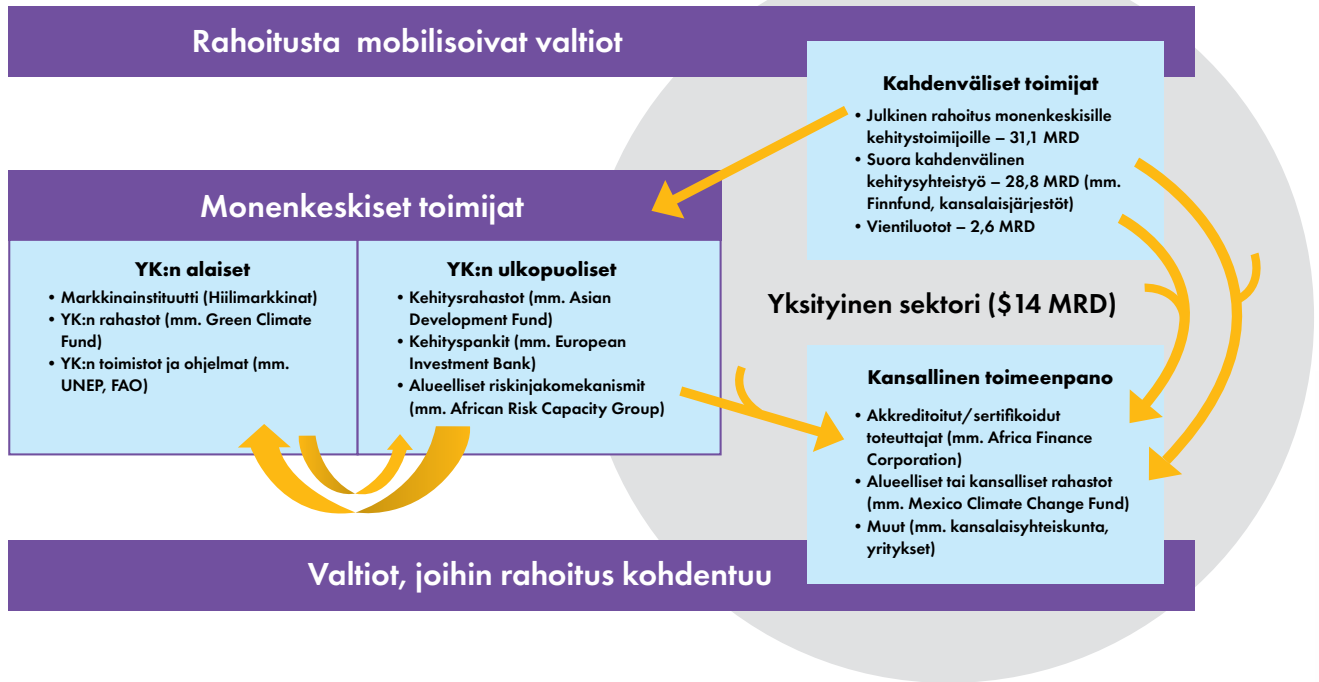 Rahoitusta mobilisoivat valtiot
Kahdenväliset toimijat
• Julkinen rahoitus monenkeskisille
kehitystoimijoille – 31,1 MRD
• Suora kahdenvälinen
kehitysyhteistyö – 28,8 MRD (mm.
Finnfund, kansalaisjärjestöt)
• Vientiluotot – 2,6 MRD
Monenkeskiset toimijat
YK:n alaiset
• Markkinainstituutti (Hiilimarkkinat)
• YK:n rahastot (mm. Green Climate
Fund)
• YK:n toimistot ja ohjelmat (mm.
UNEP, FAO)
YK:n ulkopuoliset
• Kehitysrahastot (mm. Asian
Development Fund)
• Kehityspankit (mm. European
Investment Bank)
• Alueelliset riskinjakomekanismit
(mm. African Risk Capacity Group)
Yksityinen sektori ($14 MRD)
Kansallinen toimeenpano
• Akkreditoitut/sertifikoidut
toteuttajat (mm. Africa Finance
Corporation)
• Alueelliset tai kansalliset rahastot
(mm. Mexico Climate Change Fund)
• Muut (mm. kansalaisyhteiskunta,
yritykset)
Valtiot, joihin rahoitus kohdentuu